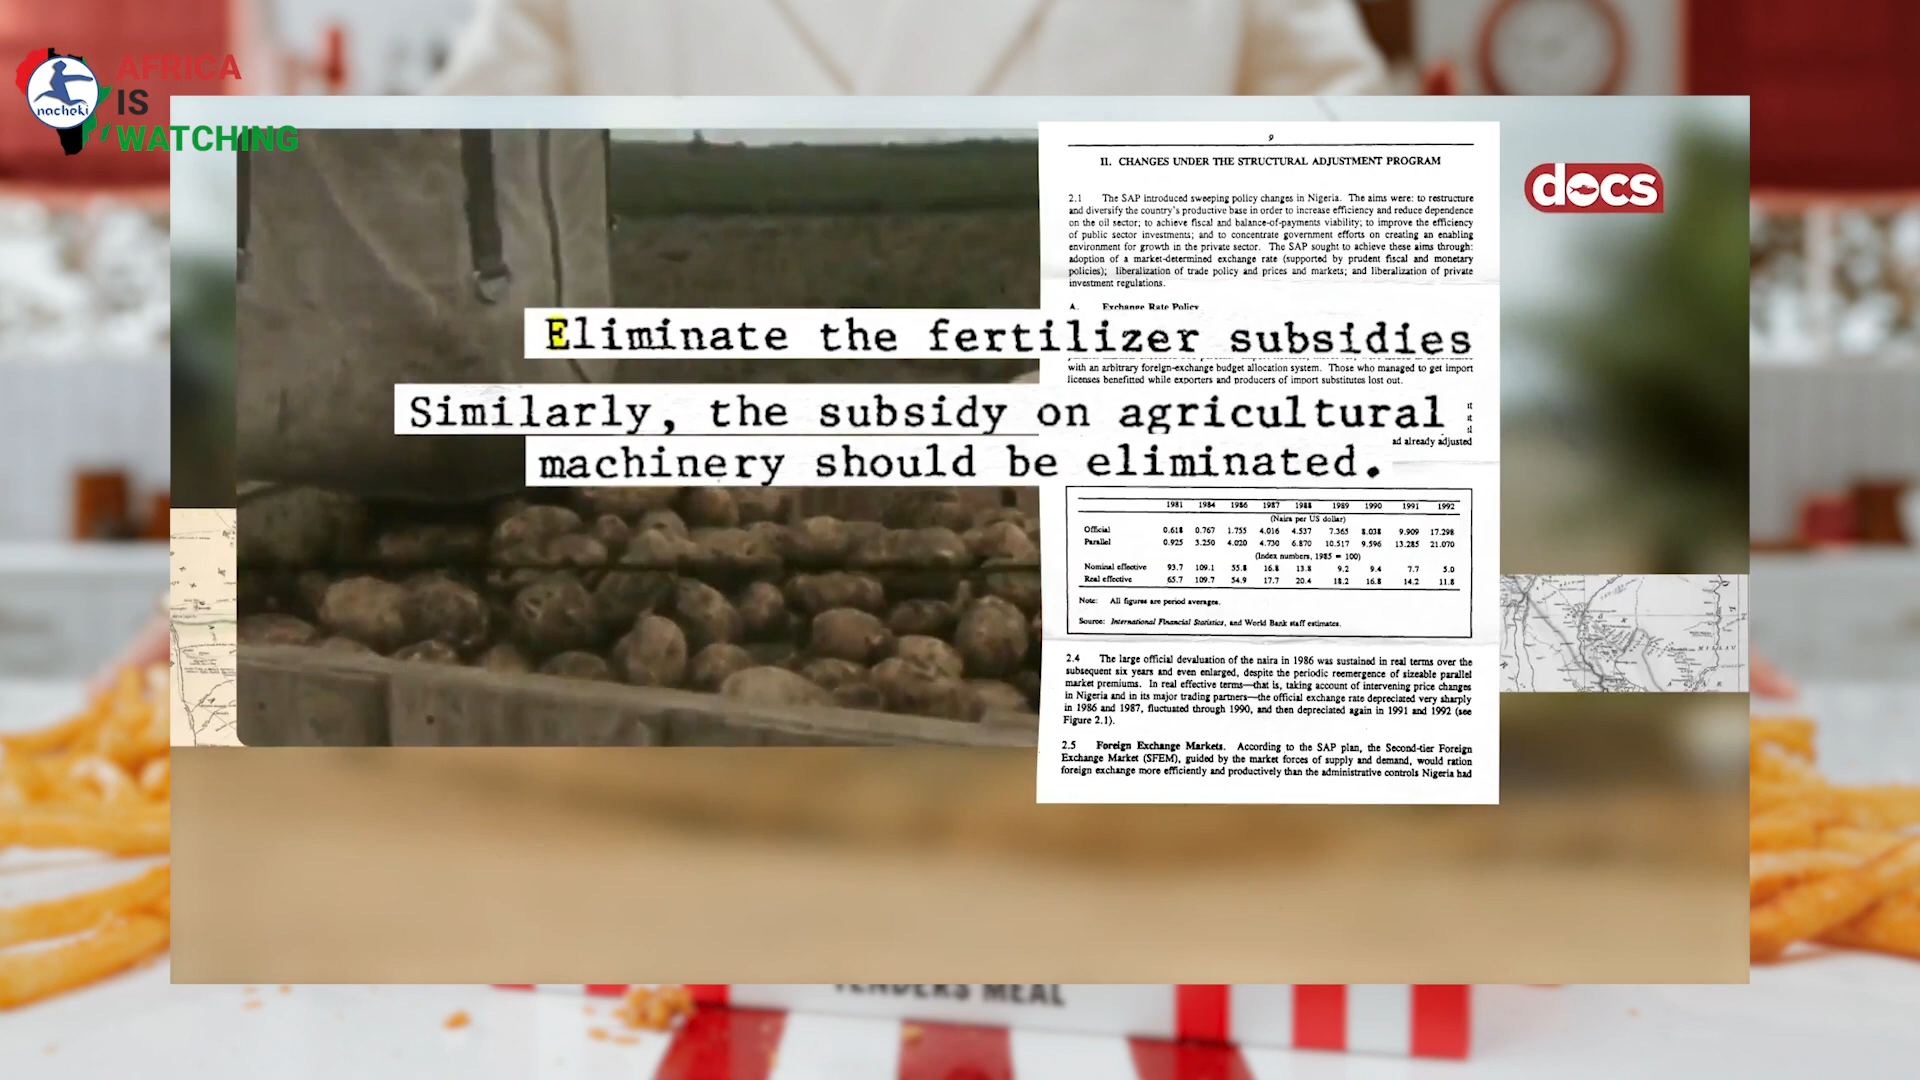 AFRICA
IS
WATCHING
nacheki
docs
9
II. CHANGES UNDER THE STRUCTURAL ADJUSTMENT PROGRAM
2.1 The SAP introduced sweeping policy changes in Nigeria. The aims were: to restructure
and diversify the country's productive base in order to increase efficiency and reduce dependence
on the oil sector; to achieve fiscal and balance-of-payments viability; to improve the efficiency
of public sector investments; and to concentrate government efforts on creating an enabling
environment for growth in the private sector. The SAP sought to achieve these aims through:
adoption of a market-determined exchange rate (supported by prudent fiscal and monetary
policies); liberalization of trade policy and prices and markets; and liberalization of private
investment regulations.
A. Exchange Rate Policy
Eliminate the fertilizer subsidies
with an arbitrary foreign-exchange budget allocation system. Those who managed to get import
licenses benefitted while exporters and producers of import substitutes lost out.
Similarly, the subsidy on agricultural
ad already adjusted
machinery should be eliminated.
1981 1984 1986 1987 1988 1989 1990 1991 1992
(Naira per US dollar)
Official 0.618 0.767 1.755 4.016 4.537 7.365 8.038 9.909 17.298
Parallel 0.925 3.250 4.020 4.730 6.870 10.517 9.596 13.285 21.070
(Index numbers, 1985 = 100)
Nominal effective 93.7 109.1 55.8 16.8 13.8 9.2 9.4 7.7 5.0
Real effective 65.7 109.7 54.9 17.7 20.4 18.2 16.8 14.2 11.8
Note: All figures are period averages.
Source: International Financial Statistics, and World Bank staff estimates.
2.4 The large official devaluation of the naira in 1986 was sustained in real terms over the
subsequent six years and even enlarged, despite the periodic reemergence of sizeable parallel
market premiums. In real effective terms—that is, taking account of intervening price changes
in Nigeria and in its major trading partners—the official exchange rate depreciated very sharply
in 1986 and 1987, fluctuated through 1990, and then depreciated again in 1991 and 1992 (see
Figure 2.1).
2.5 Foreign Exchange Markets. According to the SAP plan, the Second-tier Foreign
Exchange Market (SFEM), guided by the market forces of supply and demand, would ration
foreign exchange more efficiently and productively than the administrative controls Nigeria had
TENDERS MEAL